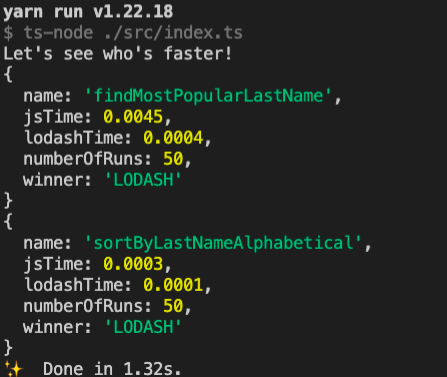 yarn run v1.22.18
$ ts-node ./src/index.ts
Let's see who's faster!
{
  name: 'findMostPopularLastName',
  jsTime: 0.0045,
  lodashTime: 0.0004,
  numberOfRuns: 50,
  winner: 'LODASH'
}
{
  name: 'sortByLastNameAlphabetical',
  jsTime: 0.0003,
  lodashTime: 0.0001,
  numberOfRuns: 50,
  winner: 'LODASH'
}
✨  Done in 1.32s.